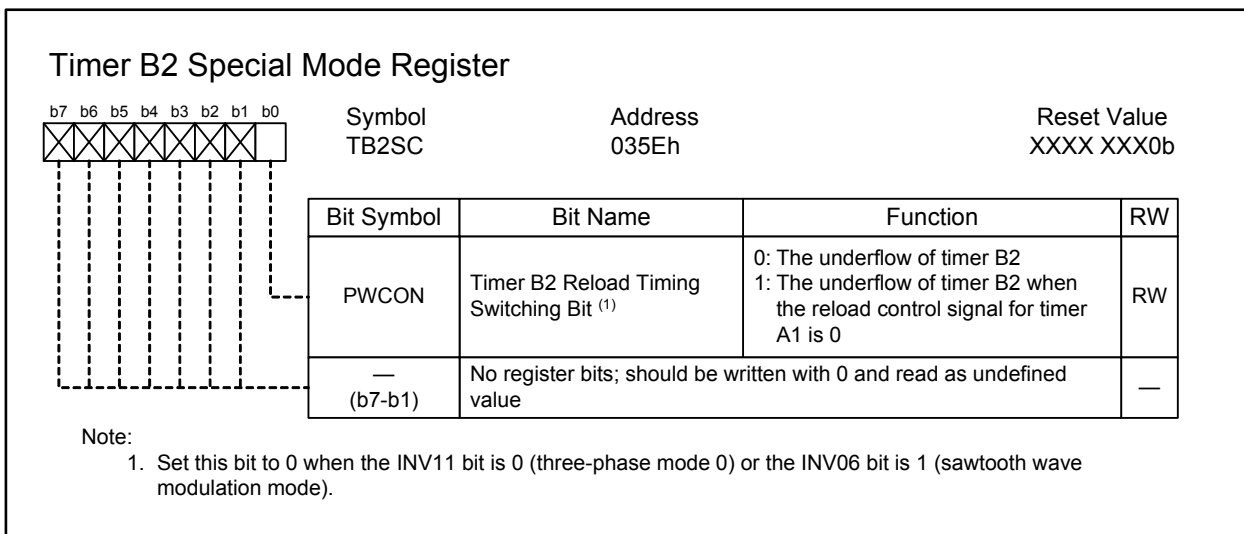 Timer B2 Special Mode Register
b7 b6 b5 b4 b3 b2 b1 b0
Symbol Address Reset Value
TB2SC 035Eh XXXX XXX0b
Bit Symbol Bit Name Function RW
PWCON
Timer B2 Reload Timing
Switching Bit (1)
0: The underflow of timer B2
1: The underflow of timer B2 when
the reload control signal for timer
A1 is 0
RW
—
(b7-b1)
No register bits; should be written with 0 and read as undefined
value
—
Note:
1. Set this bit to 0 when the INV11 bit is 0 (three-phase mode 0) or the INV06 bit is 1 (sawtooth wave
modulation mode).